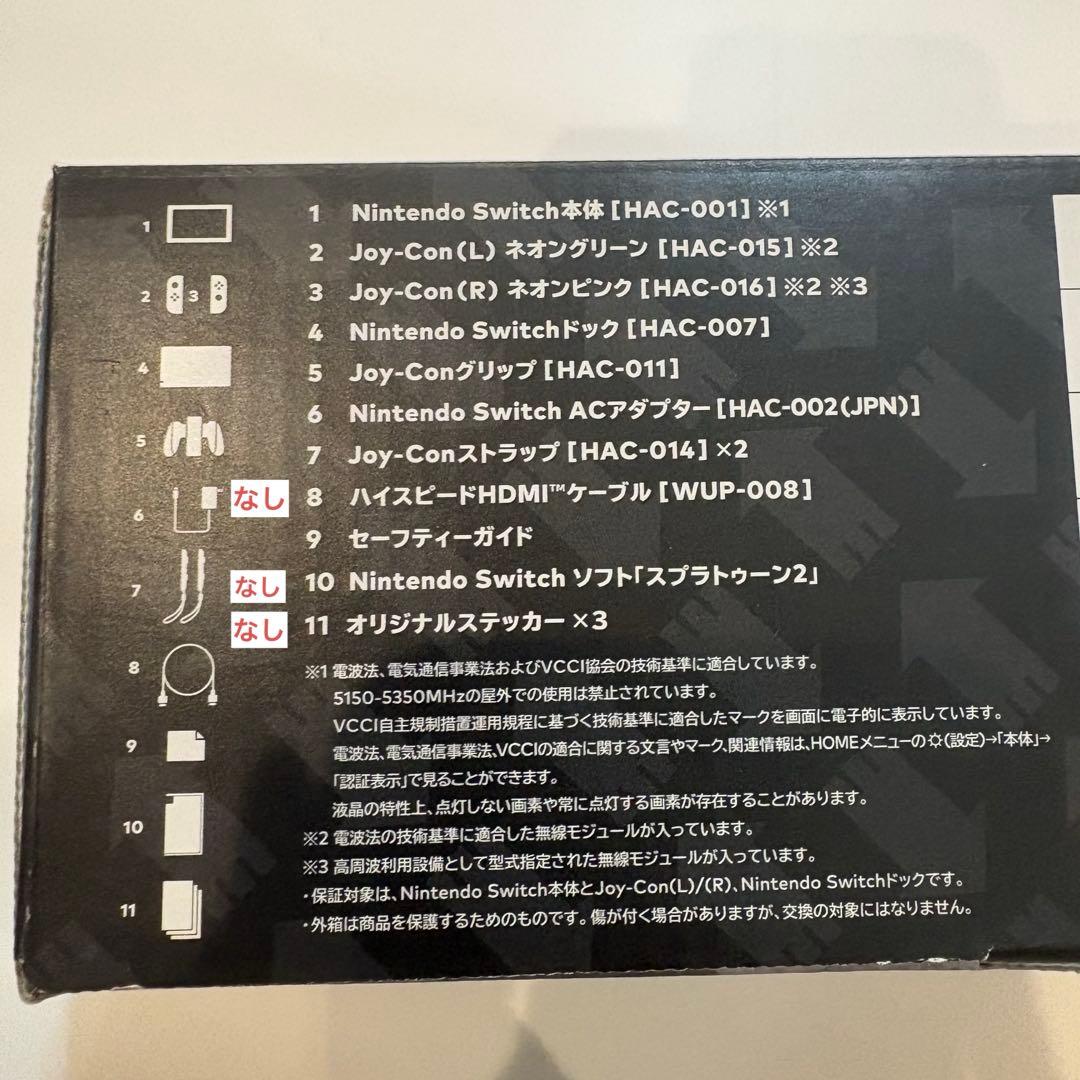 1 1 Nintendo Switch本体[HAC-001]※1
2 Joy-Con(L) ネオングリーン [HAC-015]※2
2 3 3 Joy-Con(R) ネオンピンク[HAC-016]※2 ※3
4 4 Nintendo Switchドック[HAC-007]
5 Joy-Conグリップ[HAC-011]
5 6 Nintendo Switch ACアダプター[HAC-002(JPN)]
7 Joy-Conストラップ[HAC-014]×2
6 なし 8 ハイスピードHDMI™ケーブル[WUP-008]
9 セーフティーガイド
7 なし 10 Nintendo Switch ソフト「スプラトゥーン2」
なし 11 オリジナルステッカー×3
8 ※1 電波法、電気通信事業法およびVCCI協会の技術基準に適合しています。
5150-5350MHzの屋外での使用は禁止されています。
VCCI自主規制措置運用規程に基づく技術基準に適合したマークを画面に電子的に表示しています。
9 電波法、電気通信事業法、VCCIの適合に関する文言やマーク、関連情報は、HOMEメニューの(設定)→「本体」→
「認証表示」で見ることができます。
液晶の特性上、点灯しない画素や常に点灯する画素が存在することがあります。
10 ※2 電波法の技術基準に適合した無線モジュールが入っています。
※3 高周波利用設備として型式指定された無線モジュールが入っています。
・保証対象は、Nintendo Switch本体とJoy-Con(L)/(R)、Nintendo Switchドックです。
11 ・外箱は商品を保護するためのものです。傷が付く場合がありますが、交換の対象にはなりません。